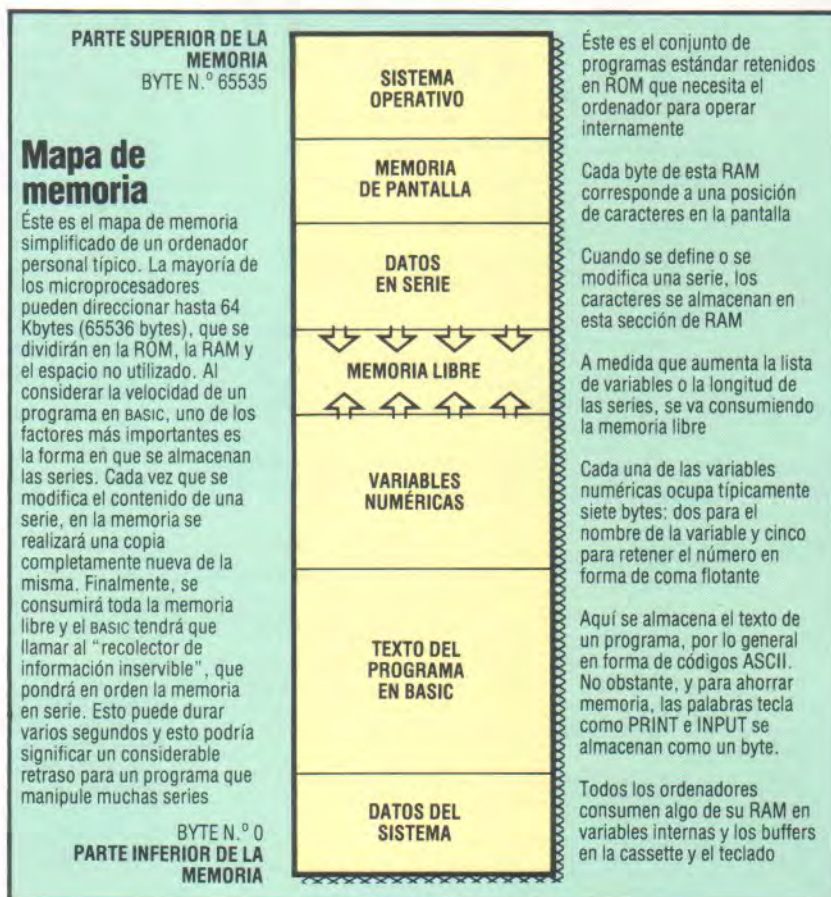 PARTE SUPERIOR DE LA
MEMORIA
BYTE N.º 65535
Mapa de
memoria
Éste es el mapa de memoria
simplificado de un ordenador
personal típico. La mayoría de
los microprocesadores
pueden direccionar hasta 64
Kbytes (65536 bytes), que se
dividirán en la ROM, la RAM y
el espacio no utilizado. Al
considerar la velocidad de un
programa en BASIC, uno de los
factores más importantes es
la forma en que se almacenan
las series. Cada vez que se
modifica el contenido de una
serie, en la memoria se
realizará una copia
completamente nueva de la
misma. Finalmente, se
consumirá toda la memoria
libre y el BASIC tendrá que
llamar al "recolector de
información inservible", que
pondrá en orden la memoria
en serie. Esto puede durar
varios segundos y esto podría
significar un considerable
retraso para un programa que
manipule muchas series
BYTE N.º 0
PARTE INFERIOR DE LA
MEMORIA
SISTEMA
OPERATIVO
MEMORIA
DE PANTALLA
DATOS
EN SERIE
MEMORIA LIBRE
VARIABLES
NUMÉRICAS
TEXTO DEL
PROGRAMA
EN BASIC
DATOS DEL
SISTEMA
Éste es el conjunto de
programas estándar retenidos
en ROM que necesita el
ordenador para operar
internamente
Cada byte de esta RAM
corresponde a una posición
de caracteres en la pantalla
Cuando se define o se
modifica una serie, los
caracteres se almacenan en
esta sección de RAM
A medida que aumenta la lista
de variables o la longitud de
las series, se va consumiendo
la memoria libre
Cada una de las variables
numéricas ocupa típicamente
siete bytes: dos para el
nombre de la variable y cinco
para retener el número en
forma de coma flotante
Aquí se almacena el texto de
un programa, por lo general
en forma de códigos ASCII.
No obstante, y para ahorrar
memoria, las palabras tecla
como PRINT e INPUT se
almacenan como un byte.
Todos los ordenadores
consumen algo de su RAM en
variables internas y los buffers
en la cassette y el teclado